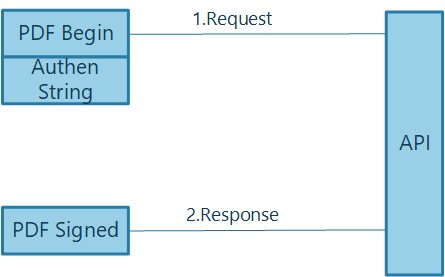 1.Request
PDF Begin
Authen
String
API
2.Response
PDF Signed